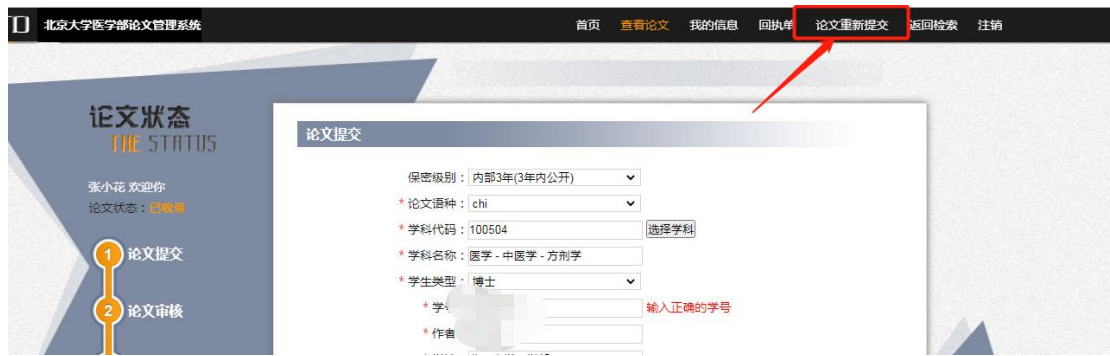 北京大学医学部论文管理系统
首页 查看论文 我的信息 回执单 论文重新提交 返回检索 注销
论文状态
THE STATUS
张小花 欢迎你
论文状态：已收录
1 论文提交
2 论文审核
论文提交
保密级别： 内部3年(3年内公开)
* 论文语种： chi
* 学科代码： 100504 选择学科
* 学科名称： 医学 - 中医学 - 方剂学
* 学生类型： 博士
* 学 输入正确的学号
* 作者